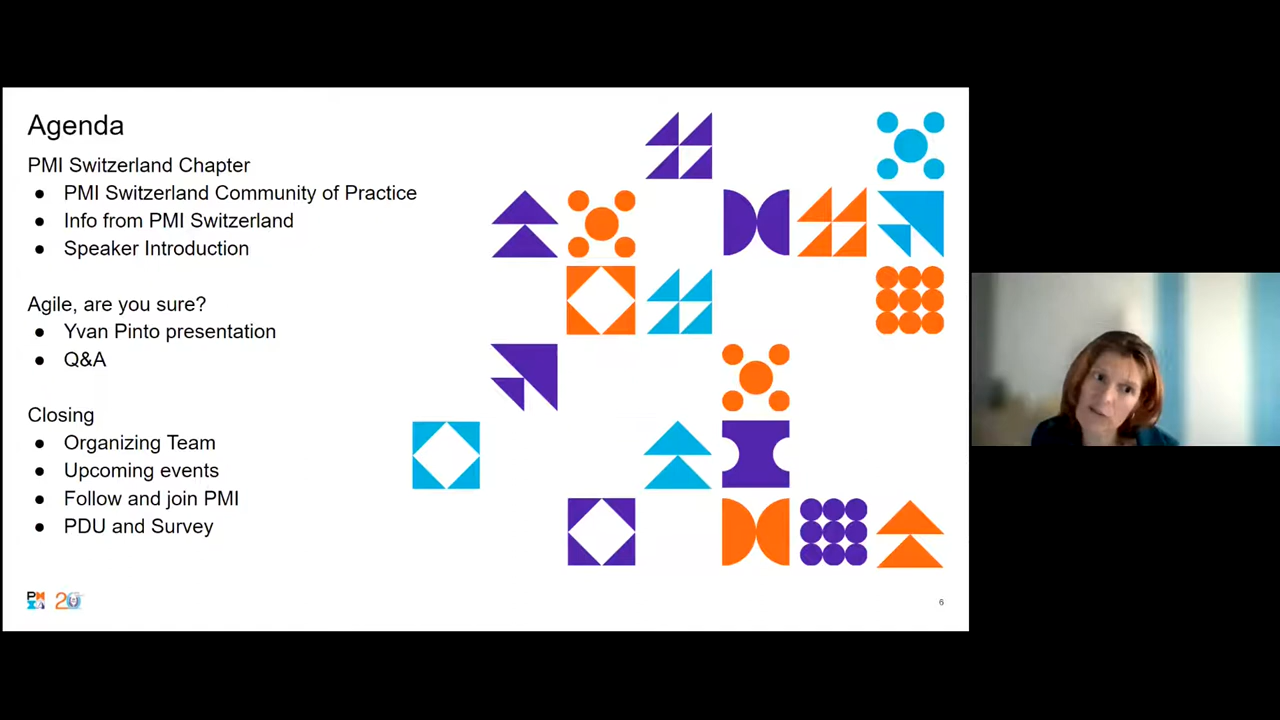 Agenda
PMI Switzerland Chapter
● PMI Switzerland Community of Practice
● Info from PMI Switzerland
● Speaker Introduction
Agile, are you sure?
● Yvan Pinto presentation
● Q&A
Closing
● Organizing Team
● Upcoming events
● Follow and join PMI
● PDU and Survey
20
6